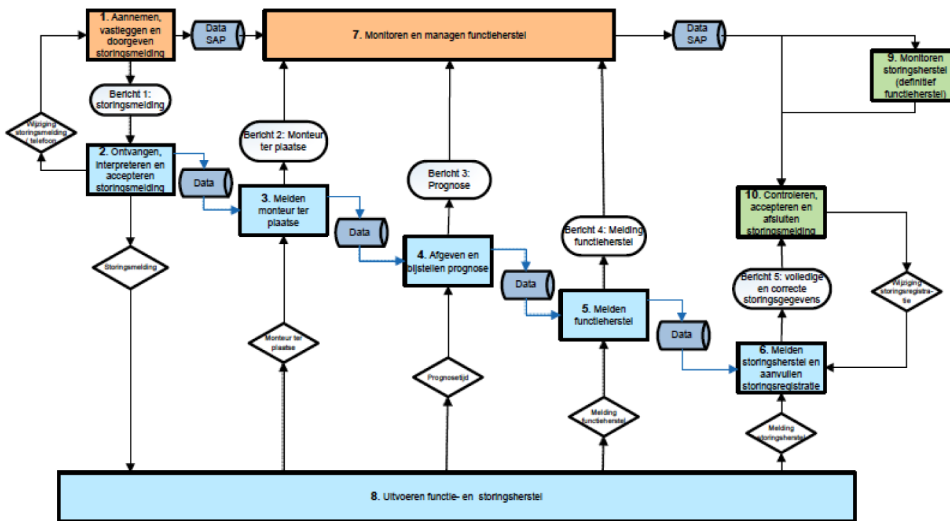 1. Aannemen,
vastleggen en
doorgeven
storingsmelding
Data
SAP
7. Monitoren en managen functieherstel
Data
SAP
9. Monitoren
storingsherstel
(definitief
functieherstel)
Bericht 1:
storingsmelding
Wijziging
storingsmelding
/ telefoon
Bericht 2: Monteur
ter plaatse
2. Ontvangen,
interpreteren en
accepteren
storingsmelding
Data
Bericht 3:
Prognose
3. Melden
monteur ter
plaatse
Data
10. Controleren,
accepteren en
afsluiten
storingsmelding
Bericht 4: Melding
functieherstel
4. Afgeven en
bijstellen prognose
Storingsmelding
Data
Bericht 5: volledige
en correcte
storingsgegevens
Wijziging
storingsregistra-
tie
5. Melden
functieherstel
Data
Monteur ter
plaatse
6. Melden
storingsherstel en
aanvullen
storingsregistratie
Prognosetijd
Melding
functieherstel
Melding
storingsherstel
8. Uitvoeren functie- en storingsherstel